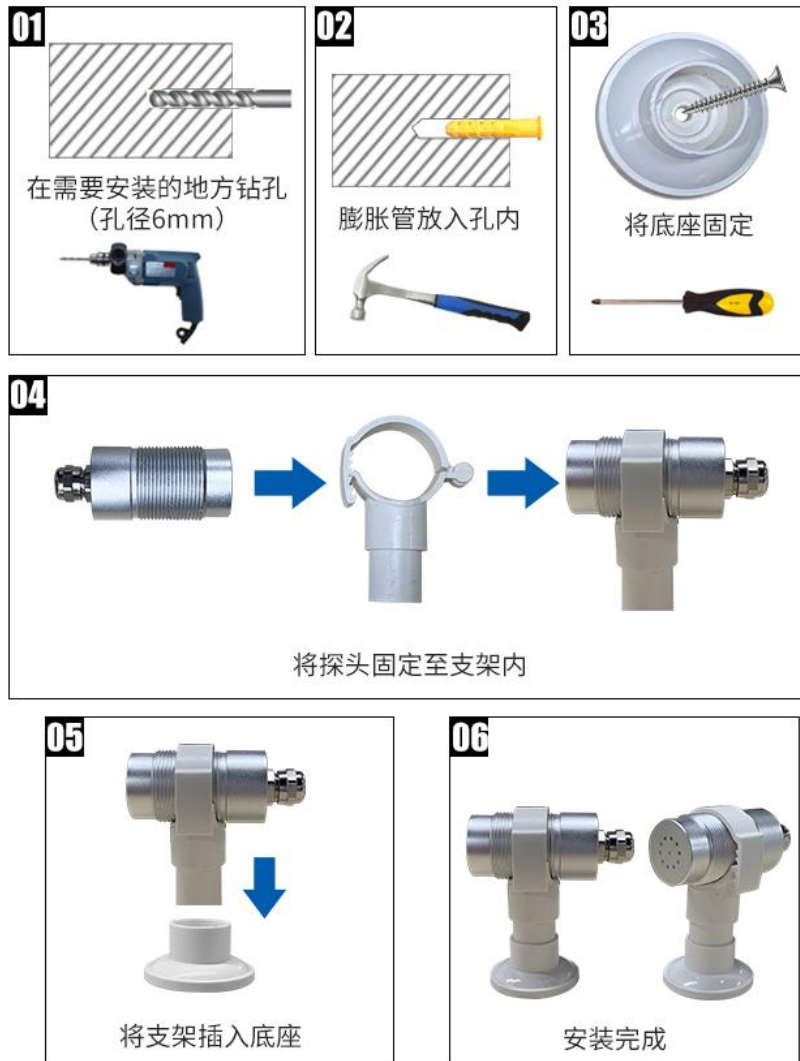 01
在需要安装的地方钻孔
（孔径6mm）
02
膨胀管放入孔内
03
将底座固定
04
将探头固定至支架内
05
将支架插入底座
06
安装完成